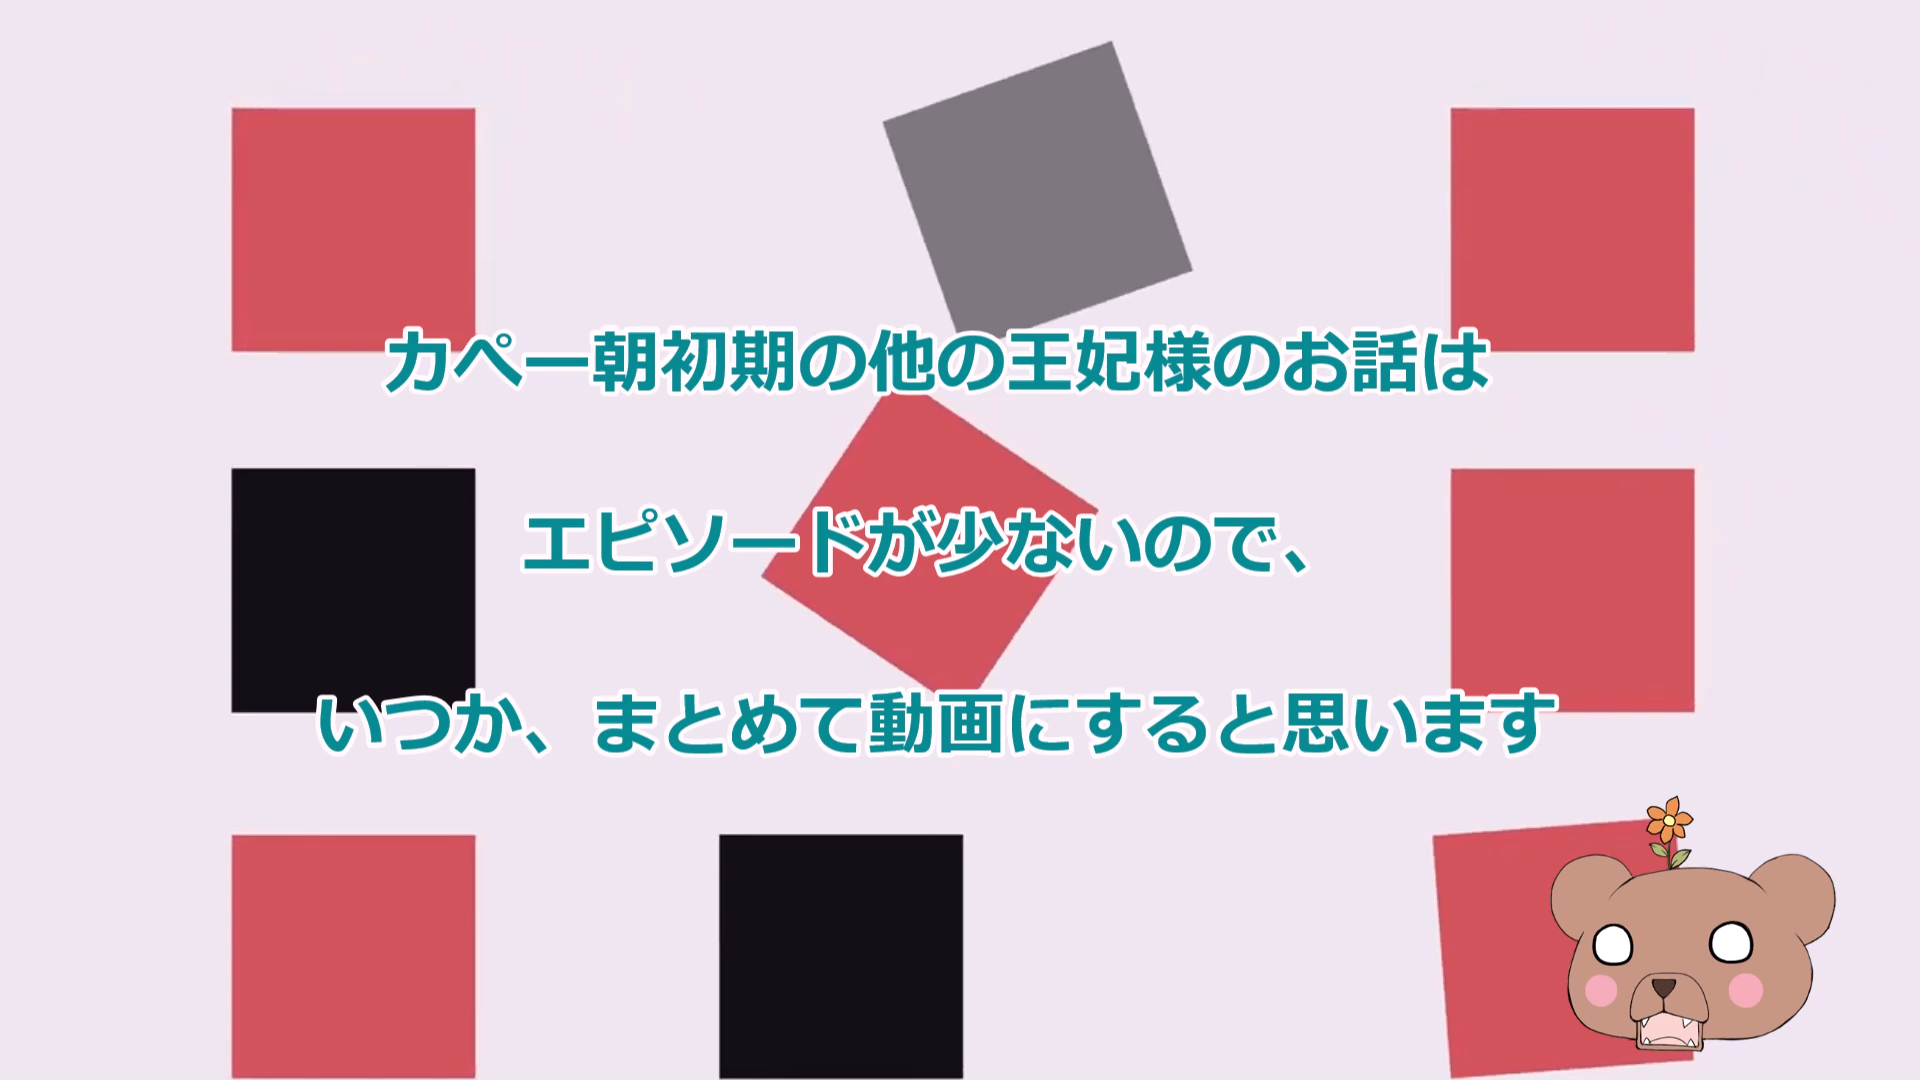 カペー朝初期の他の王妃様のお話は
エピソードが少ないので、
いつか、まとめて動画にすると思います